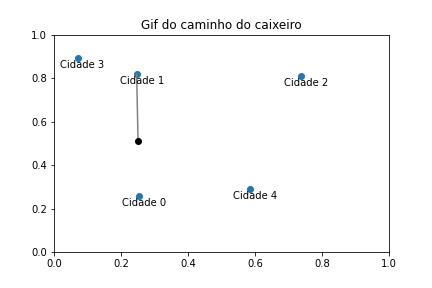 Gif do caminho do caixeiro
1.0
Cidade 3
0.8
Cidade 1
Cidade 2
0.6
0.4
Cidade 4
0.2
Cidade 0
0.0
0.0 0.2 0.4 0.6 0.8 1.0